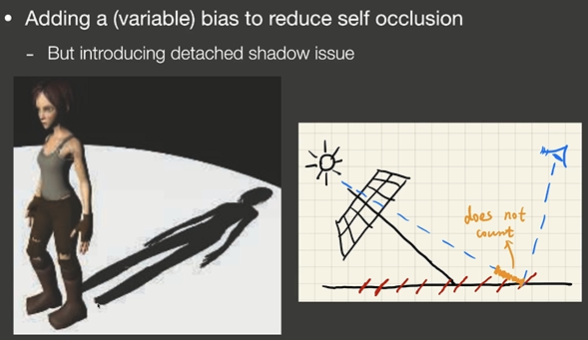 Adding a (variable) bias to reduce self occlusion
But introducing detached shadow issue
does not
count